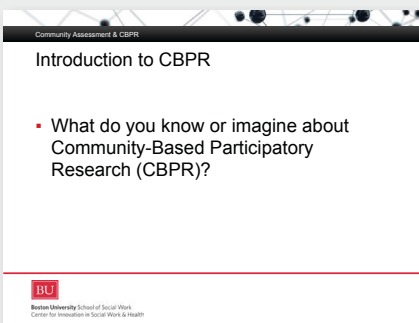 Community Assessment & CBPR
Introduction to CBPR
▪ What do you know or imagine about
Community-Based Participatory
Research (CBPR)?
BU
Boston University School of Social Work
Center for Innovation in Social Work & Health